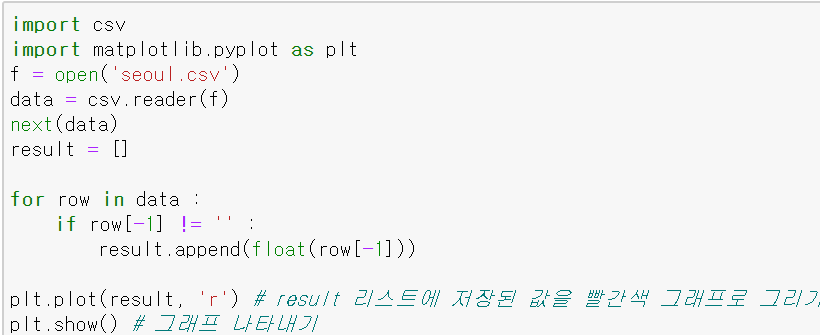 import csv
import matplotlib.pyplot as plt
f = open('seoul.csv')
data = csv.reader(f)
next(data)
result = []
for row in data :
if row[-1] != '' :
result.append(float(row[-1]))
plt.plot(result, 'r') # result 리스트에 저장된 값을 빨간색 그래프로 그리기
plt.show() # 그래프 나타내기